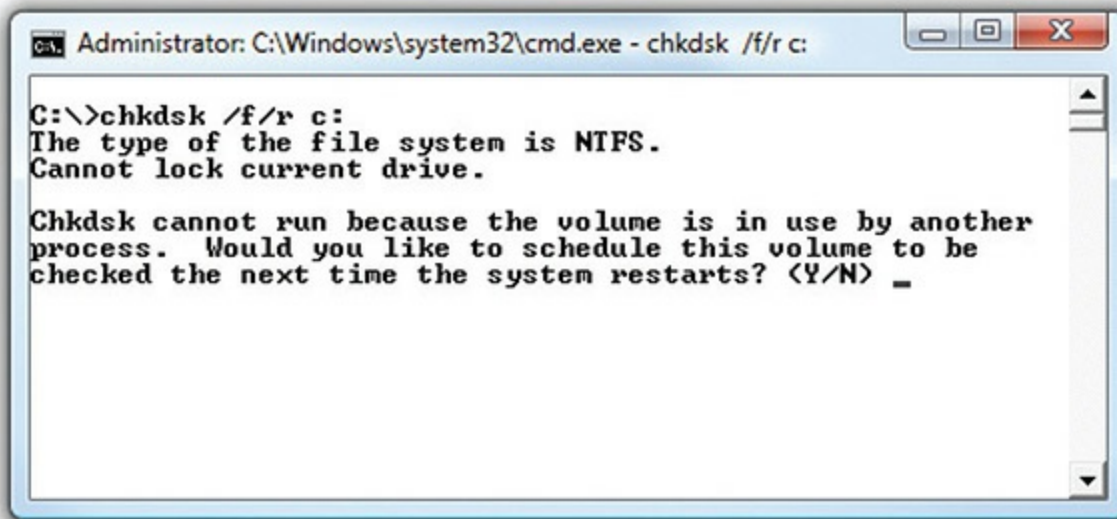 Administrator: C:\Windows\system32\cmd.exe - chkdsk /f/r c:
C:\>chkdsk /f/r c:
The type of the file system is NTFS.
Cannot lock current drive.
Chkdsk cannot run because the volume is in use by another
process.  Would you like to schedule this volume to be
checked the next time the system restarts? (Y/N) _